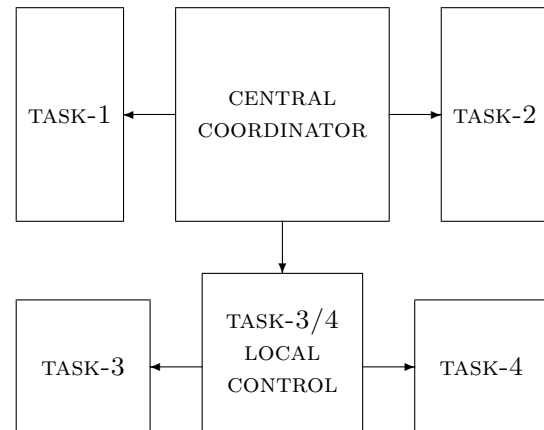 TASK-1
CENTRAL
COORDINATOR
TASK-2
TASK-3
TASK-3/4
LOCAL
CONTROL
TASK-4